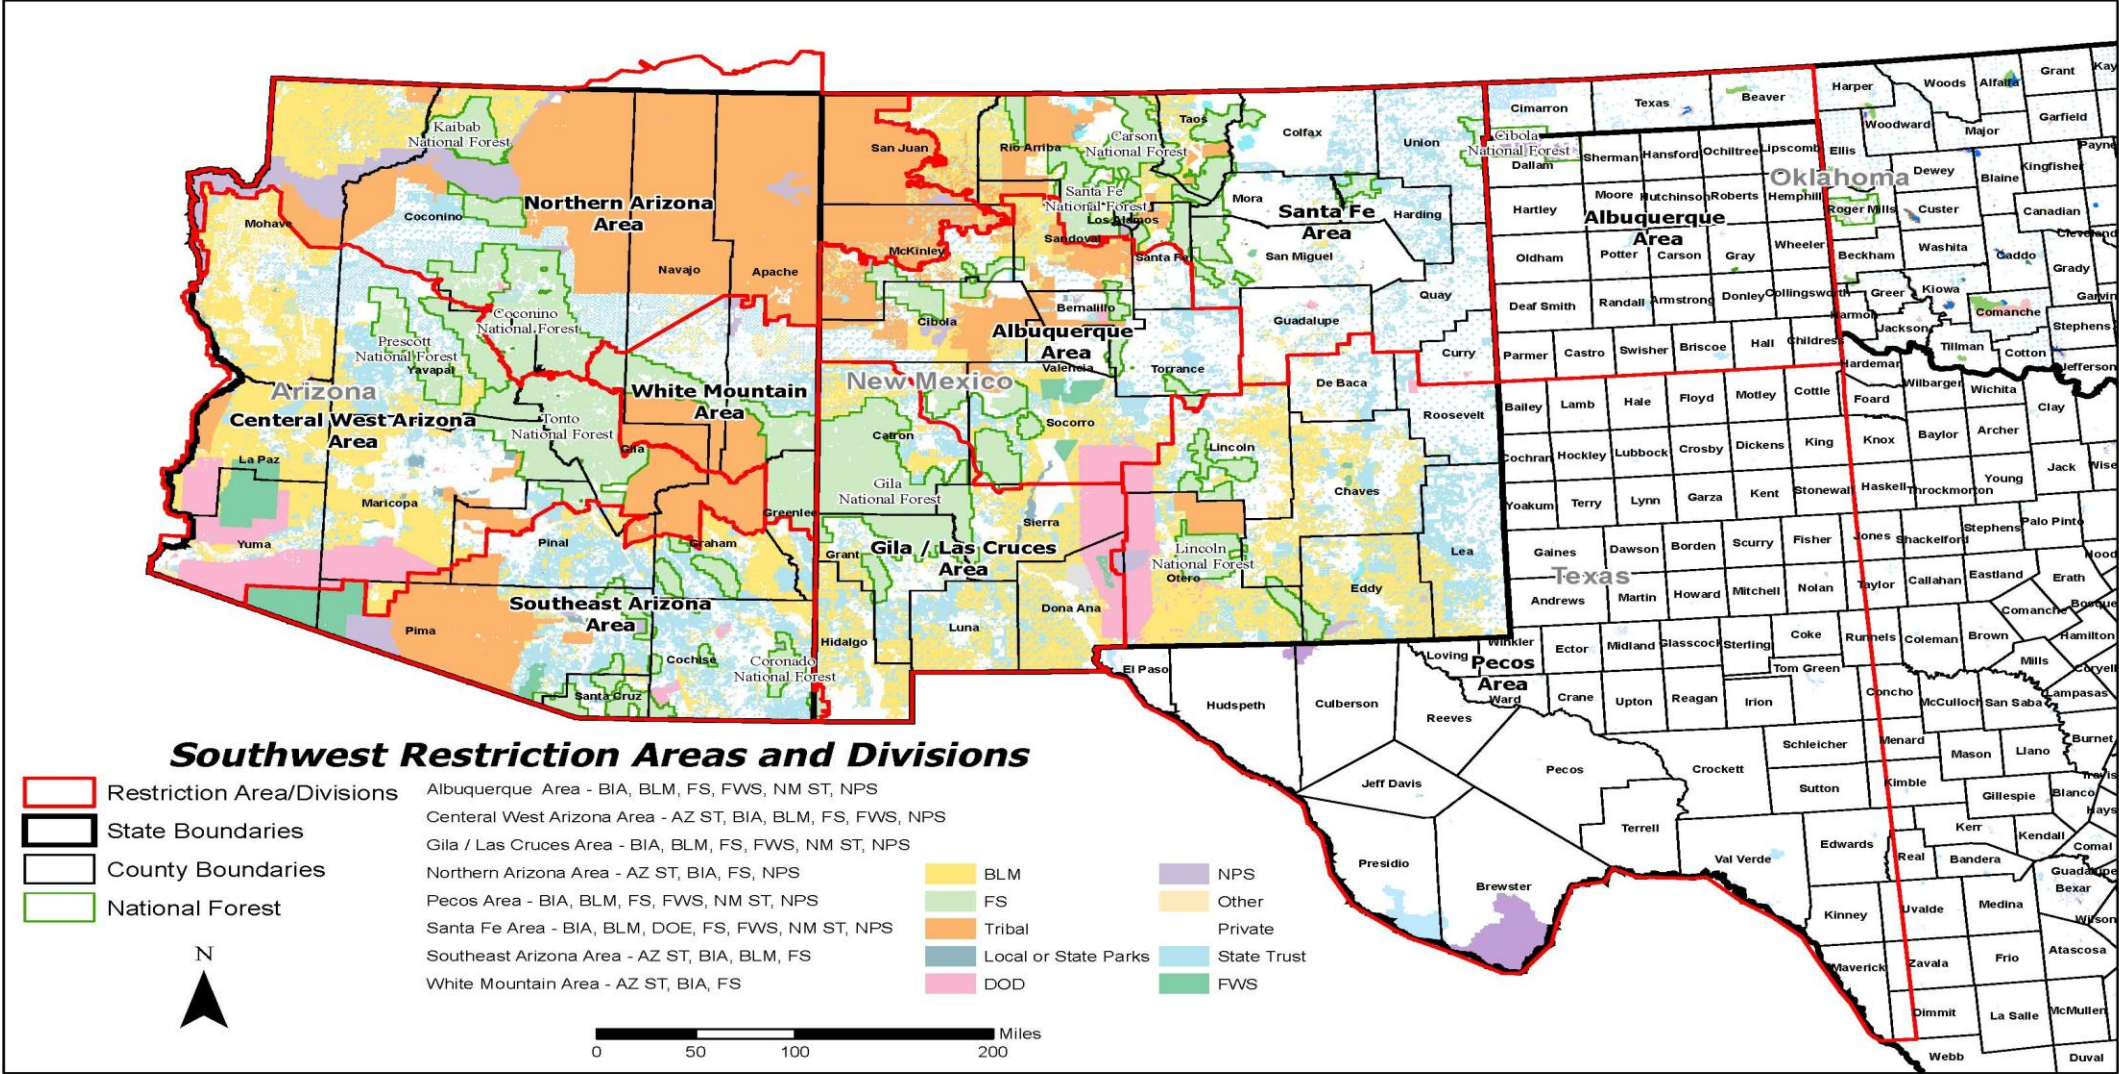 Kaibab
National Forest
Northern Arizona
Area
Mohave
Coconino
Navajo
Apache
Coconino
National Forest
Prescott
National Forest
Yavapai
Arizona
Central West Arizona
Area
White Mountain
Area
Tonto
National Forest
Gila
La Paz
Maricopa
Yuma
Pinal
Graham
Greenlee
Southeast Arizona
Area
Pima
Cochise
Coronado
National Forest
Santa Cruz
San Juan
Rio Arriba
Taos
Carson
National Forest
Colfax
Union
Santa Fe
National Forest
Los Alamos
Mora
Santa Fe
Area
Harding
McKinley
Sandoval
Santa Fe
San Miguel
Quay
Bernalillo
Cibola
Albuquerque
Area
Guadalupe
Curry
Valencia
Torrance
New Mexico
De Baca
Roosevelt
Catron
Socorro
Lincoln
Gila
National Forest
Chaves
Sierra
Grant
Gila / Las Cruces
Area
Lincoln
National Forest
Otero
Lea
Eddy
Dona Ana
Luna
Hidalgo
Cimarron
Texas
Beaver
Harper
Woods
Alfalfa
Grant
Kay
Woodward
Major
Garfield
Cibola
National Forest
Dallam
Sherman
Hansford
Ochiltree
Lipscomb
Ellis
Dewey
Blaine
Kingfisher
Payne
Oklahoma
Hartley
Moore
Hutchinson
Roberts
Hemphill
Roger Mills
Custer
Canadian
Cleveland
Albuquerque
Area
Oldham
Potter
Carson
Gray
Wheeler
Beckham
Washita
Caddo
Grady
Deaf Smith
Randall
Armstrong
Donley
Collingsworth
Greer
Kiowa
Comanche
Garvin
Harmon
Jackson
Stephens
Tillman
Cotton
Jefferson
Parmer
Castro
Swisher
Briscoe
Hall
Childress
Hardeman
Wilbarger
Wichita
Clay
Bailey
Lamb
Hale
Floyd
Motley
Cottle
Foard
Cochran
Hockley
Lubbock
Crosby
Dickens
King
Knox
Baylor
Archer
Jack
Wise
Yoakum
Terry
Lynn
Garza
Kent
Stonewall
Haskell
Throckmorton
Young
Gaines
Dawson
Borden
Scurry
Fisher
Jones
Shackelford
Stephens
Palo Pinto
Hood
Texas
Andrews
Martin
Howard
Mitchell
Nolan
Taylor
Callahan
Eastland
Erath
Comanche
Bosque
Winkler
Loving
Ector
Midland
Glasscock
Sterling
Coke
Runnels
Coleman
Brown
Hamilton
Mills
Coryell
Pecos
Area
Ward
Crane
Upton
Reagan
Irion
Tom Green
Concho
McCulloch
San Saba
Lampasas
El Paso
Hudspeth
Culberson
Reeves
Schleicher
Menard
Mason
Llano
Burnet
Travis
Jeff Davis
Pecos
Crockett
Sutton
Kimble
Gillespie
Blanco
Hays
Terrell
Kerr
Kendall
Comal
Presidio
Val Verde
Edwards
Real
Bandera
Guadalupe
Bexar
Brewster
Kinney
Uvalde
Medina
Wilson
Maverick
Zavala
Frio
Atascosa
Dimmit
La Salle
McMullen
Webb
Duval
Southwest Restriction Areas and Divisions
Restriction Area/Divisions
State Boundaries
County Boundaries
National Forest
N
Albuquerque Area - BIA, BLM, FS, FWS, NM ST, NPS
Central West Arizona Area - AZ ST, BIA, BLM, FS, FWS, NPS
Gila / Las Cruces Area - BIA, BLM, FS, FWS, NM ST, NPS
Northern Arizona Area - AZ ST, BIA, FS, NPS
Pecos Area - BIA, BLM, FS, FWS, NM ST, NPS
Santa Fe Area - BIA, BLM, DOE, FS, FWS, NM ST, NPS
Southeast Arizona Area - AZ ST, BIA, BLM, FS
White Mountain Area - AZ ST, BIA, FS
BLM
FS
Tribal
Local or State Parks
DOD
NPS
Other
Private
State Trust
FWS
Miles
0 50 100 200